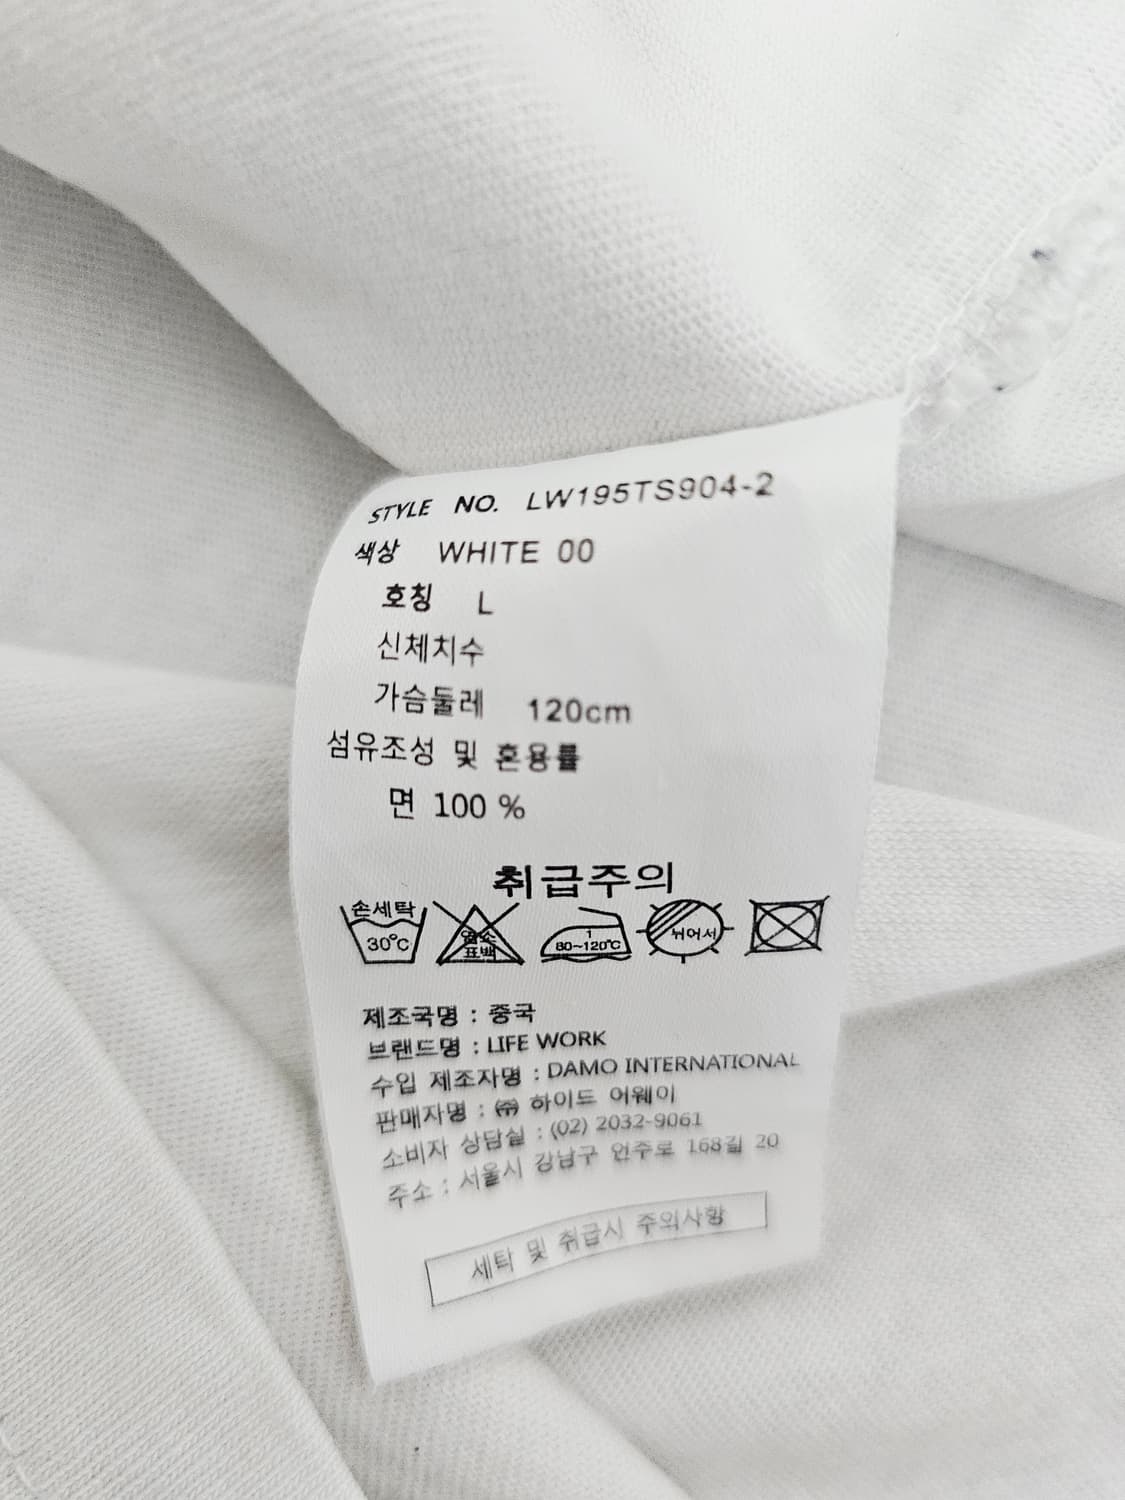 STYLE NO. LW195TS904-2
색상 WHITE 00
호칭 L
신체치수
가슴둘레 120cm
섬유조성 및 혼용률
면 100 %
취급주의
손세탁
30°C
염소
표백
1
80~120°C
뉘어서
제조국명 : 중국
브랜드명 : LIFE WORK
수입 제조자명 : DAMO INTERNATIONAL
판매자명 : ㈜ 하이드 어웨이
소비자 상담실 : (02) 2032-9061
주소 : 서울시 강남구 언주로 168길 20
세탁 및 취급시 주의사항